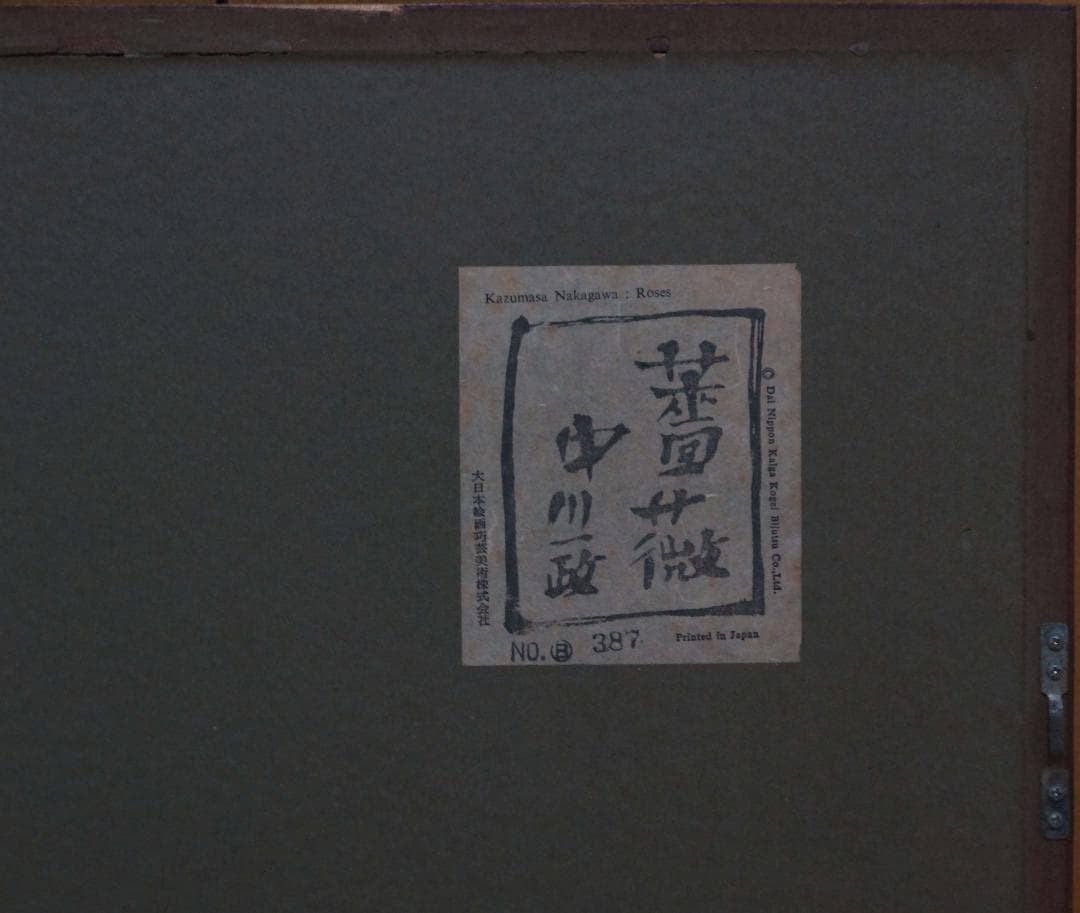 Kazumasa Nakagawa : Roses
薔薇
中川一政
© Dai Nippon Kaiga Kogei Bijutsu Co.,Ltd.
大日本絵画巧芸美術株式会社
NO. Ⓑ 387
Printed in Japan